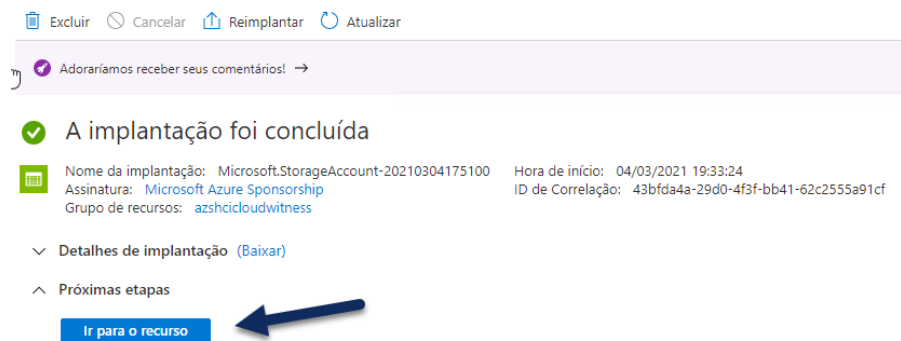 Excluir Cancelar Reimplantar Atualizar
Adoraríamos receber seus comentários! →
A implantação foi concluída
Nome da implantação: Microsoft.StorageAccount-20210304175100 Hora de início: 04/03/2021 19:33:24
Assinatura: Microsoft Azure Sponsorship ID de Correlação: 43bfda4a-29d0-4f3f-bb41-62c2555a91cf
Grupo de recursos: azshcicloudwitness
Detalhes de implantação (Baixar)
Próximas etapas
Ir para o recurso